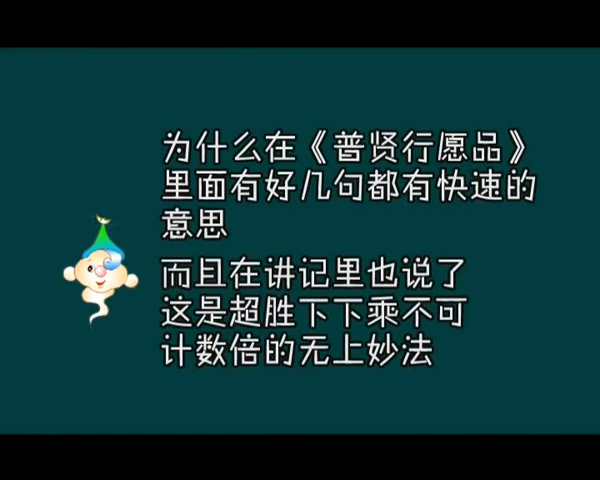 为什么在《普贤行愿品》
里面有好几句都有快速的
意思
而且在讲记里也说了
这是超胜下下乘不可
计数倍的无上妙法